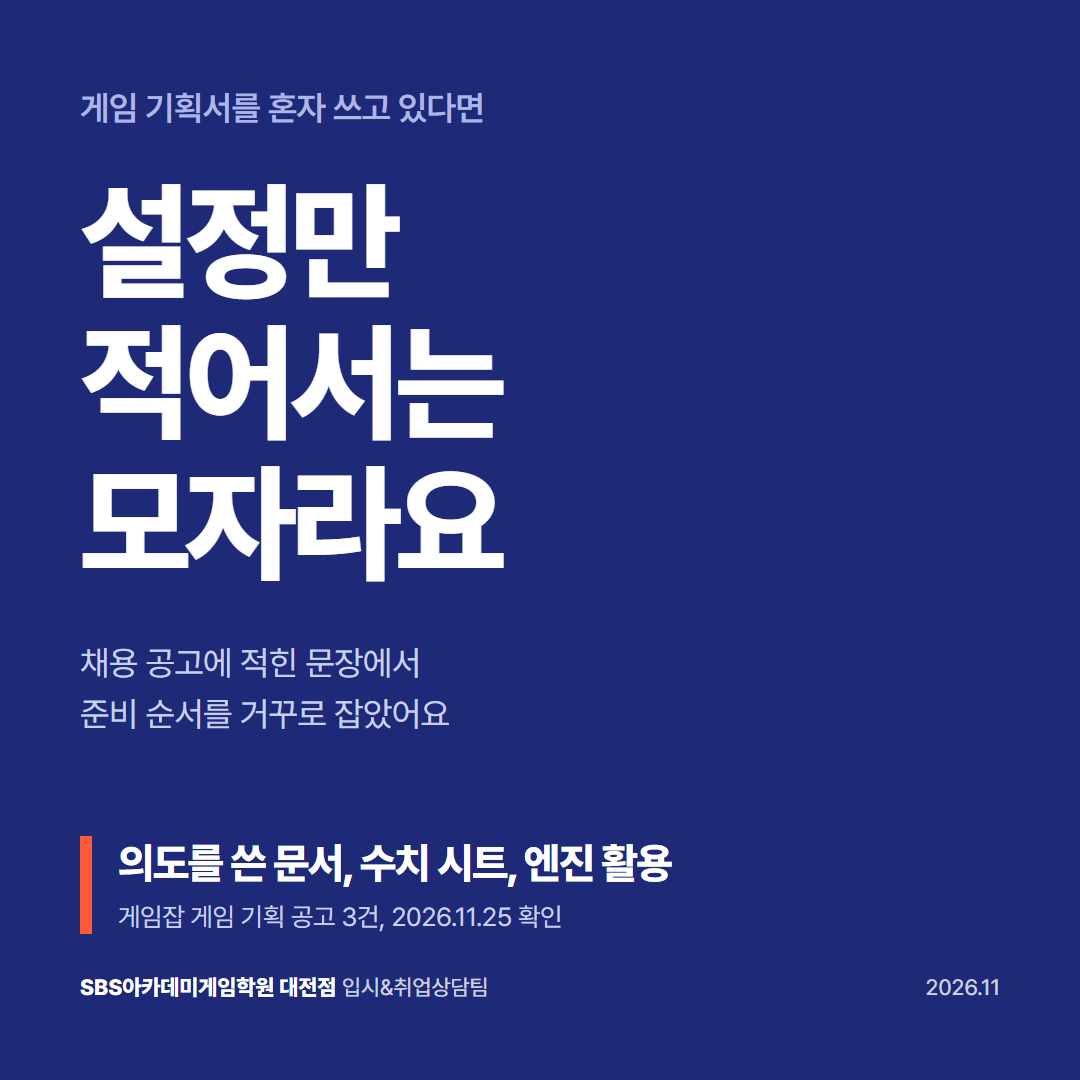 게임 기획서를 혼자 쓰고 있다면
설정만
적어서는
모자라요
채용 공고에 적힌 문장에서
준비 순서를 거꾸로 잡았어요
의도를 쓴 문서, 수치 시트, 엔진 활용
게임잡 게임 기획 공고 3건, 2026.11.25 확인
SBS아카데미게임학원 대전점 입시&취업상담팀
2026.11